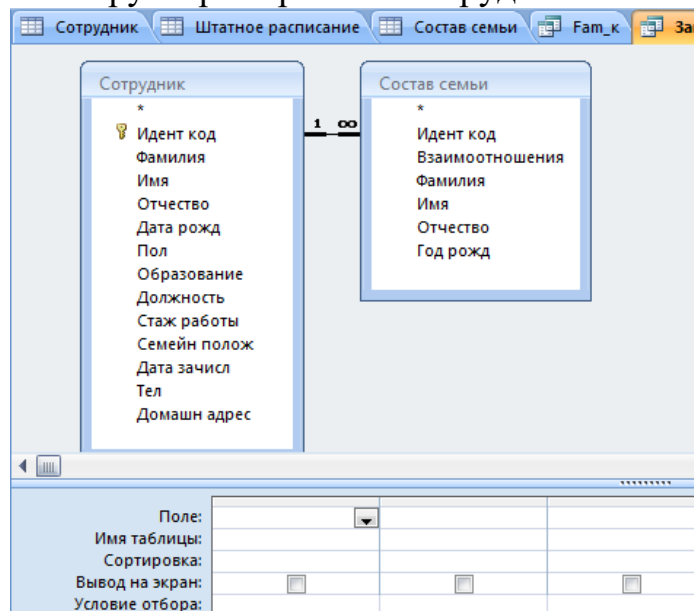 Сотрудник Штатное расписание Состав семьи Fam_к За
Сотрудник
*
Идент код
Фамилия
Имя
Отчество
Дата рожд
Пол
Образование
Должность
Стаж работы
Семейн полож
Дата зачисл
Тел
Домашн адрес
1 ∞
Состав семьи
*
Идент код
Взаимоотношения
Фамилия
Имя
Отчество
Год рожд
Поле:
Имя таблицы:
Сортировка:
Вывод на экран:
Условие отбора: